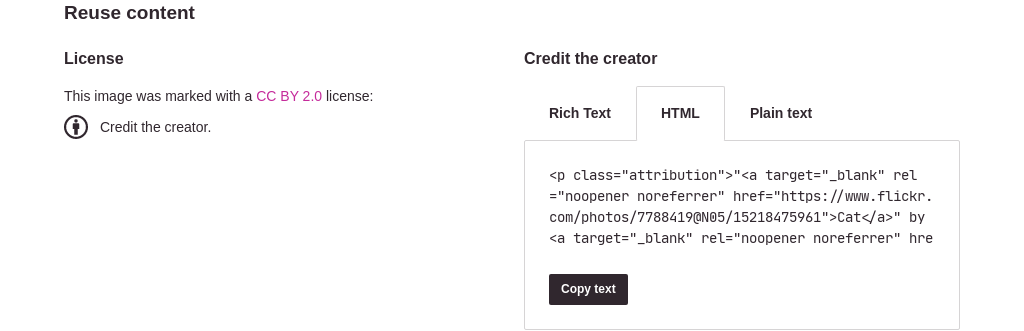 Reuse content
License
This image was marked with a CC BY 2.0 license:
Credit the creator.
Credit the creator
Rich Text
HTML
Plain text
<p class="attribution">"<a target="_blank" rel
="noopener noreferrer" href="https://www.flickr.
com/photos/7788419@N05/15218475961">Cat</a>" by
<a target="_blank" rel="noopener noreferrer" hre
Copy text